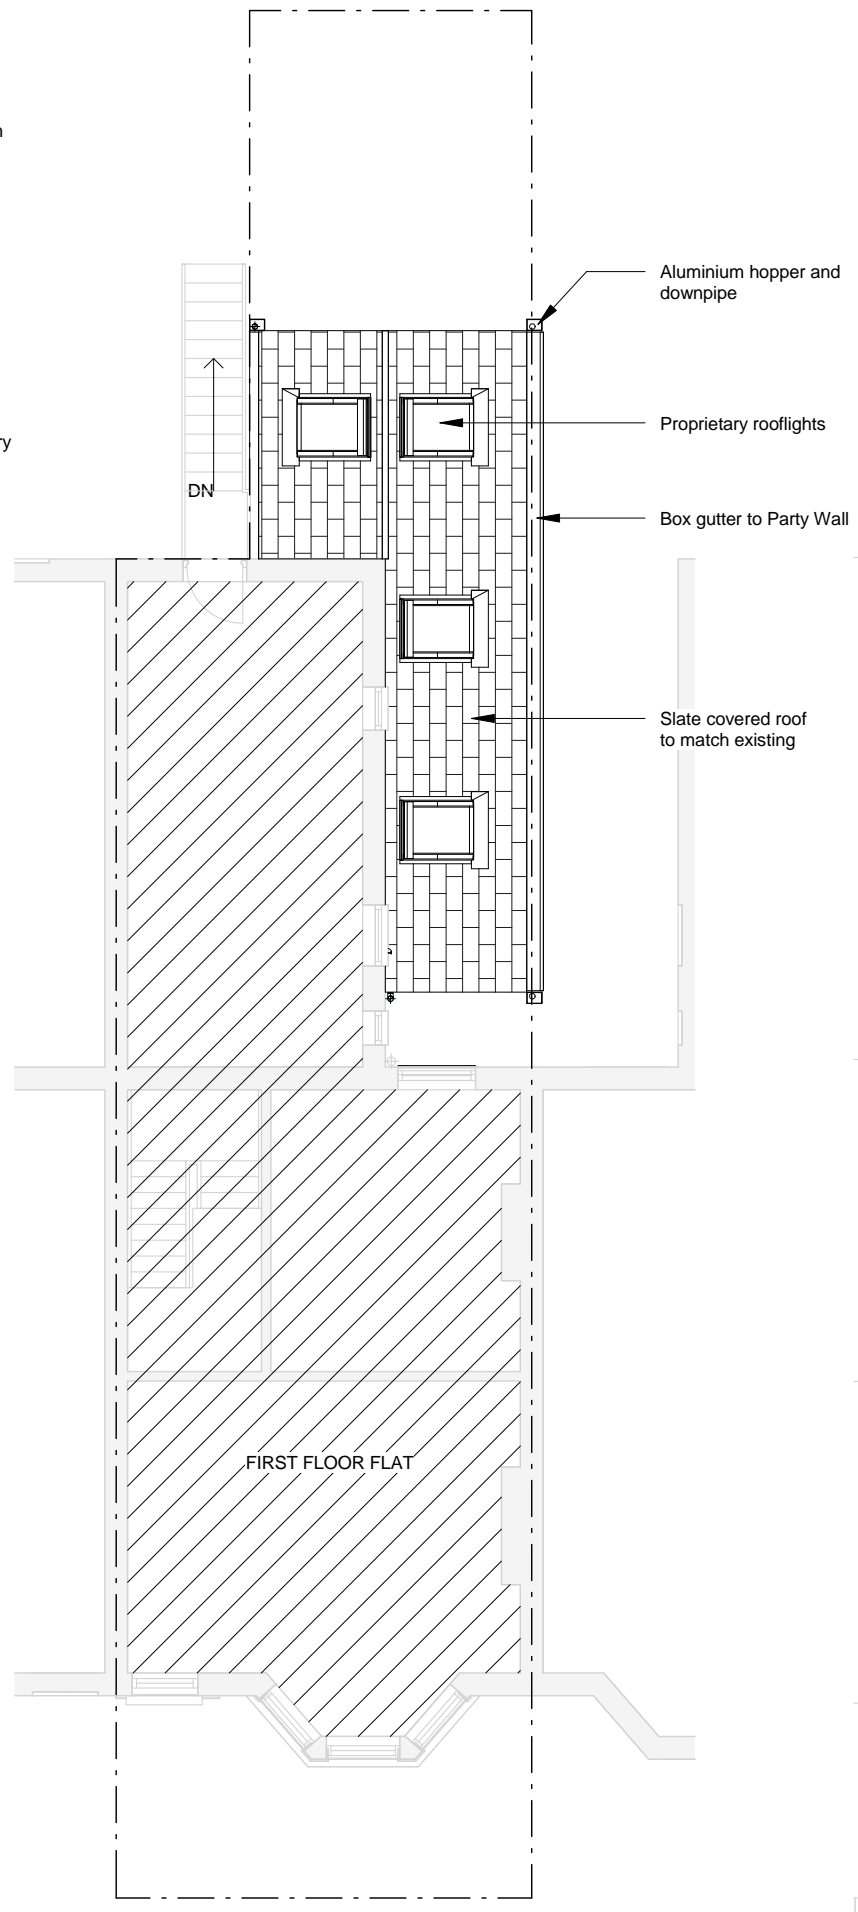 Aluminium hopper and
downpipe
Proprietary rooflights
DN
Box gutter to Party Wall
Slate covered roof
to match existing
FIRST FLOOR FLAT